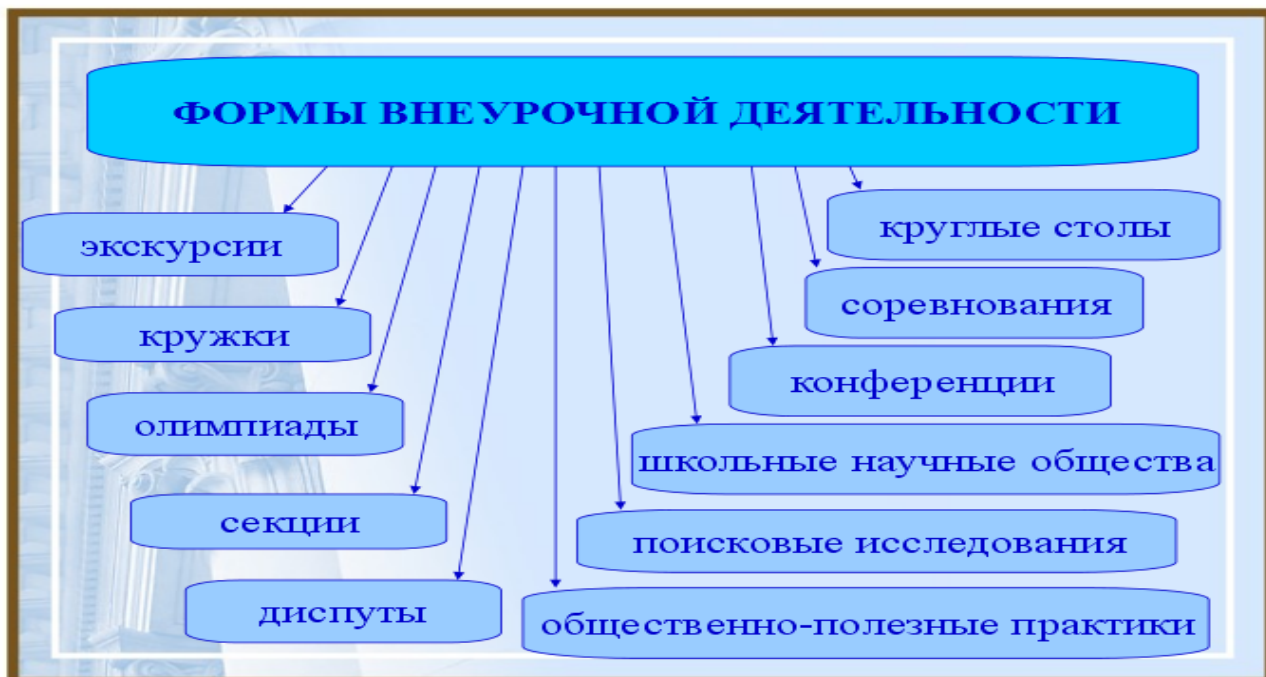 ФОРМЫ ВНЕУРОЧНОЙ ДЕЯТЕЛЬНОСТИ
экскурсии
кружки
олимпиады
секции
диспуты
круглые столы
соревнования
конференции
школьные научные общества
поисковые исследования
общественно-полезные практики